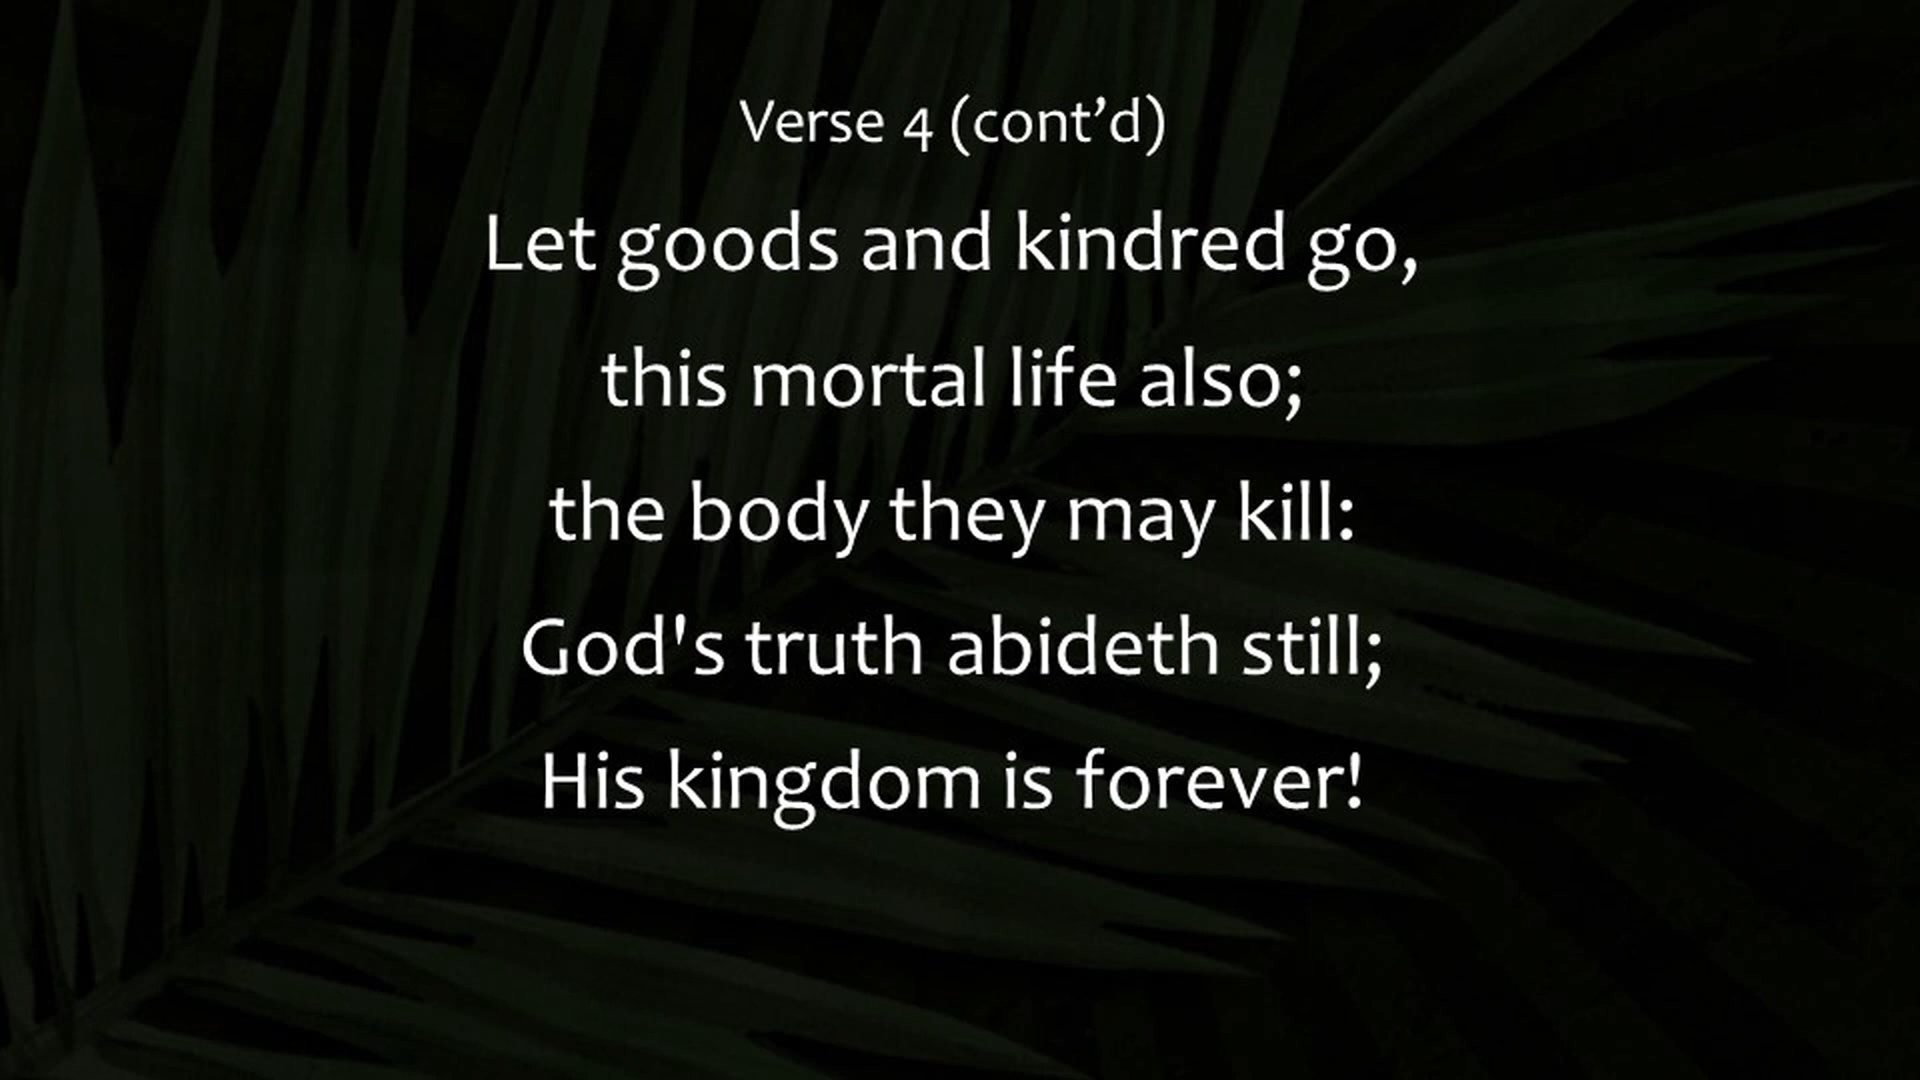 Verse 4 (cont’d)
Let goods and kindred go,
this mortal life also;
the body they may kill:
God's truth abideth still;
His kingdom is forever!